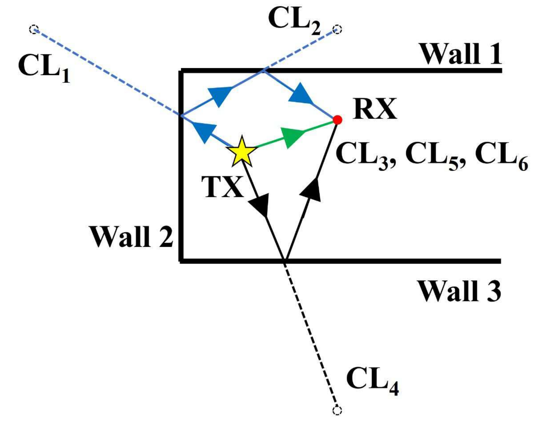 CL₂
Wall 1
CL₁
RX
CL₃, CL₅, CL₆
TX
Wall 2
Wall 3
CL₄